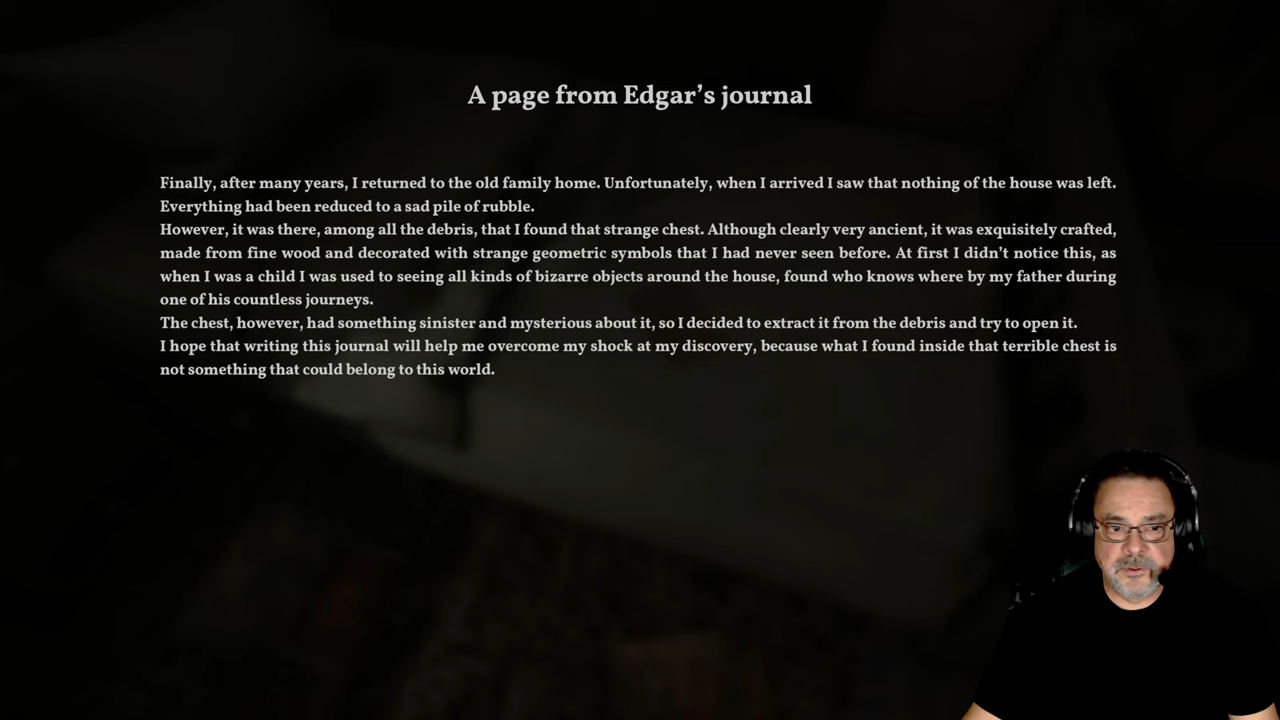 A page from Edgar’s journal
Finally, after many years, I returned to the old family home. Unfortunately, when I arrived I saw that nothing of the house was left.
Everything had been reduced to a sad pile of rubble.
However, it was there, among all the debris, that I found that strange chest. Although clearly very ancient, it was exquisitely crafted,
made from fine wood and decorated with strange geometric symbols that I had never seen before. At first I didn’t notice this, as
when I was a child I was used to seeing all kinds of bizarre objects around the house, found who knows where by my father during
one of his countless journeys.
The chest, however, had something sinister and mysterious about it, so I decided to extract it from the debris and try to open it.
I hope that writing this journal will help me overcome my shock at my discovery, because what I found inside that terrible chest is
not something that could belong to this world.